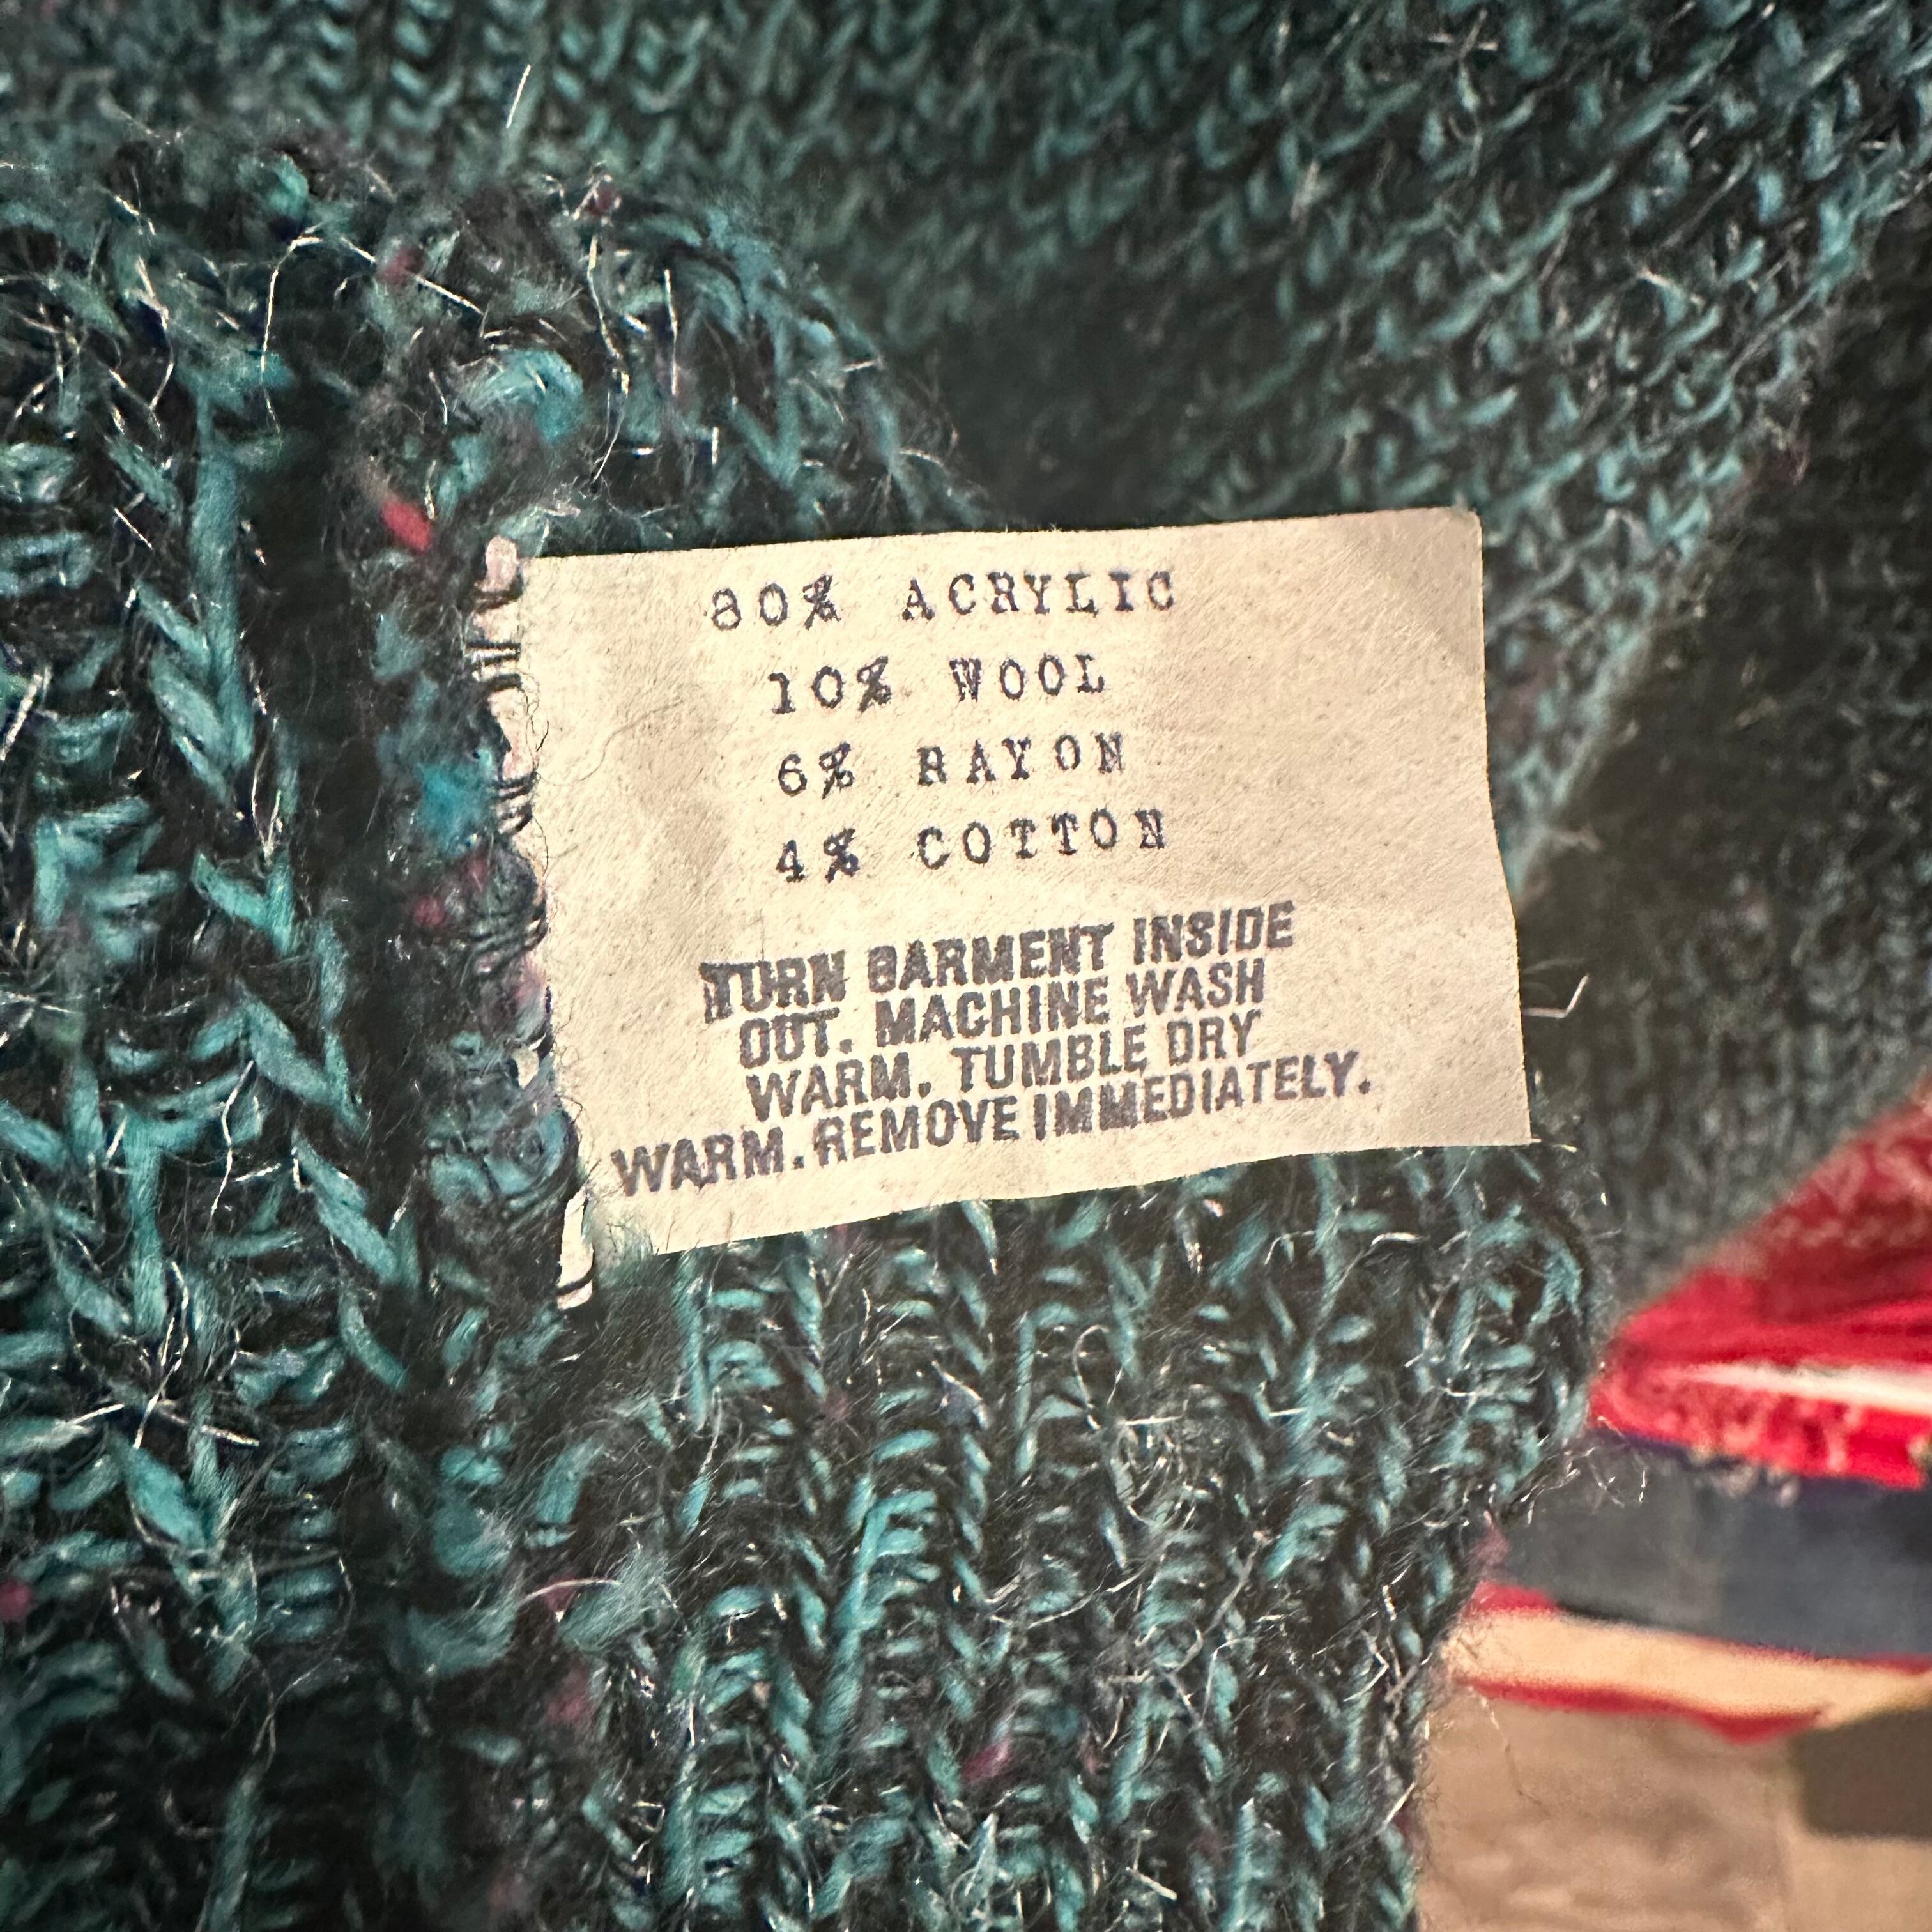 80% ACRYLIC
10% WOOL
6% RAYON
4% COTTON
TURN GARMENT INSIDE
OUT. MACHINE WASH
WARM. TUMBLE DRY
WARM. REMOVE IMMEDIATELY.